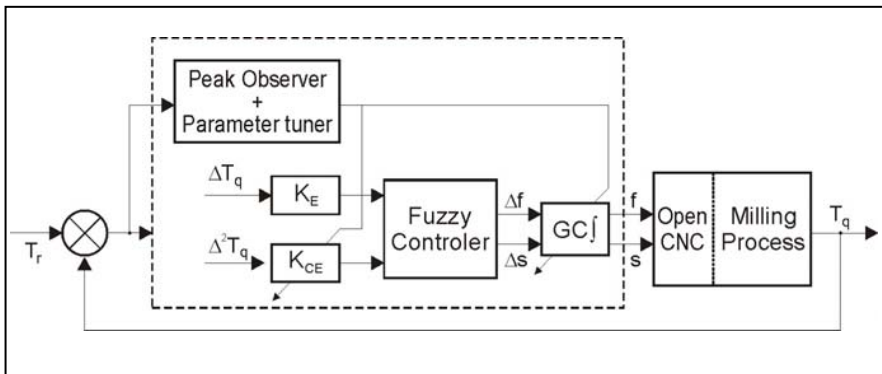 Peak Observer
+
Parameter tuner
ΔTq
KE
Δ²Tq
KCE
Fuzzy
Controler
Δf
Δs
GC∫
f
s
Open
CNC
Milling
Process
Tq
Tr